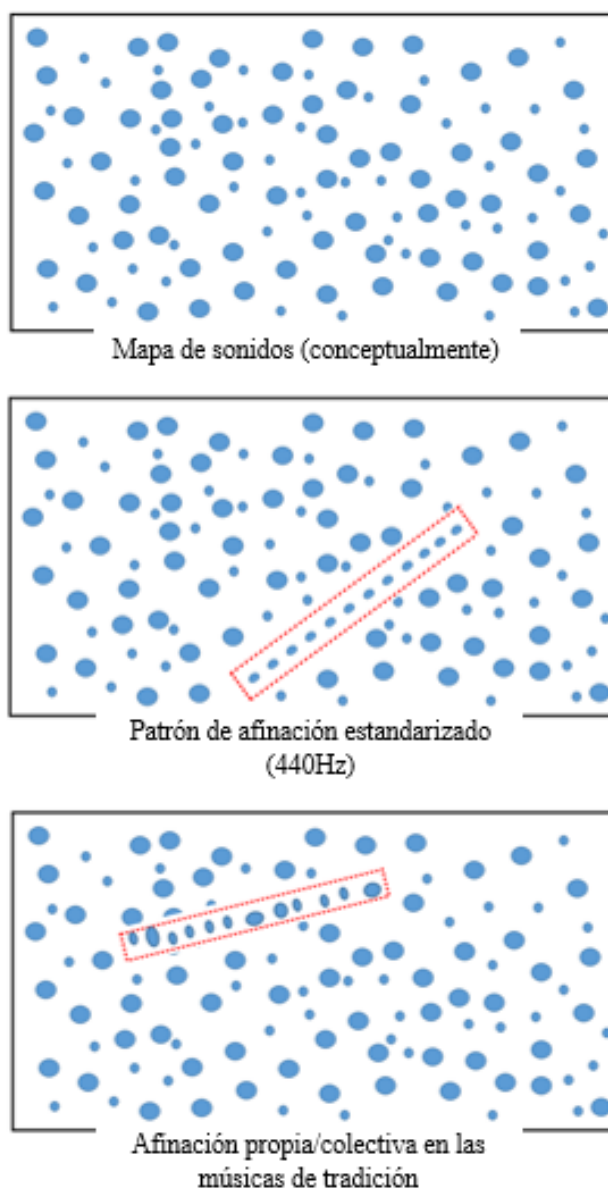 Mapa de sonidos (conceptualmente)
Patrón de afinación estandarizado
(440Hz)
Afinación propia/colectiva en las
músicas de tradición